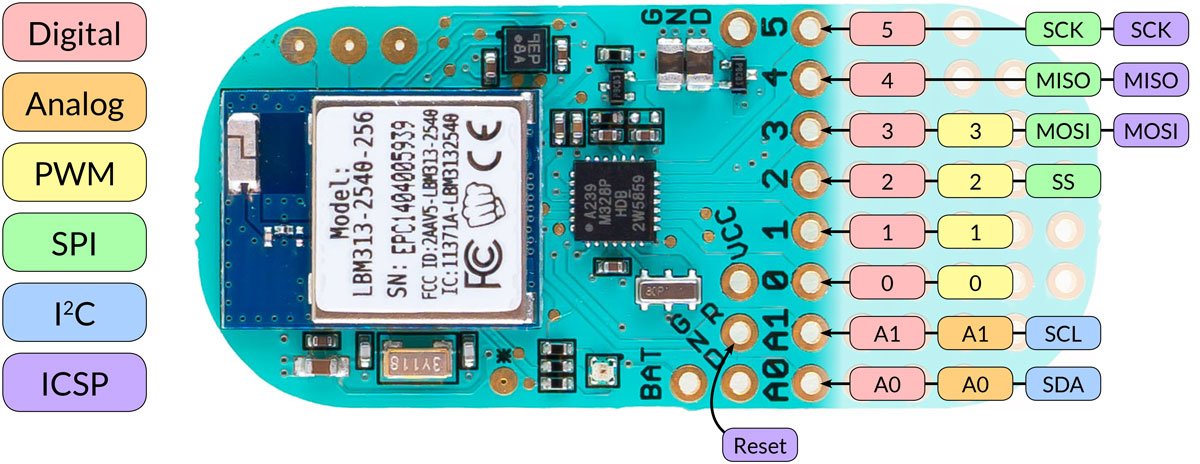 Digital
Analog
PWM
SPI
I²C
ICSP
Model:
LBM313-2540-256
SN: EPC1404005939
FCC ID:2AAV5-LBM313-2540
IC:11371A-LBM3132540
FC CE
3Y118
A239
M328P
HDB
2W5859
GND
VCC
R
GND
BAT
5 5 SCK SCK
4 4 MISO MISO
3 3 3 MOSI MOSI
2 2 2 SS
1 1 1
0 0 0
A1 A1 A1 SCL
A0 A0 A0 SDA
Reset